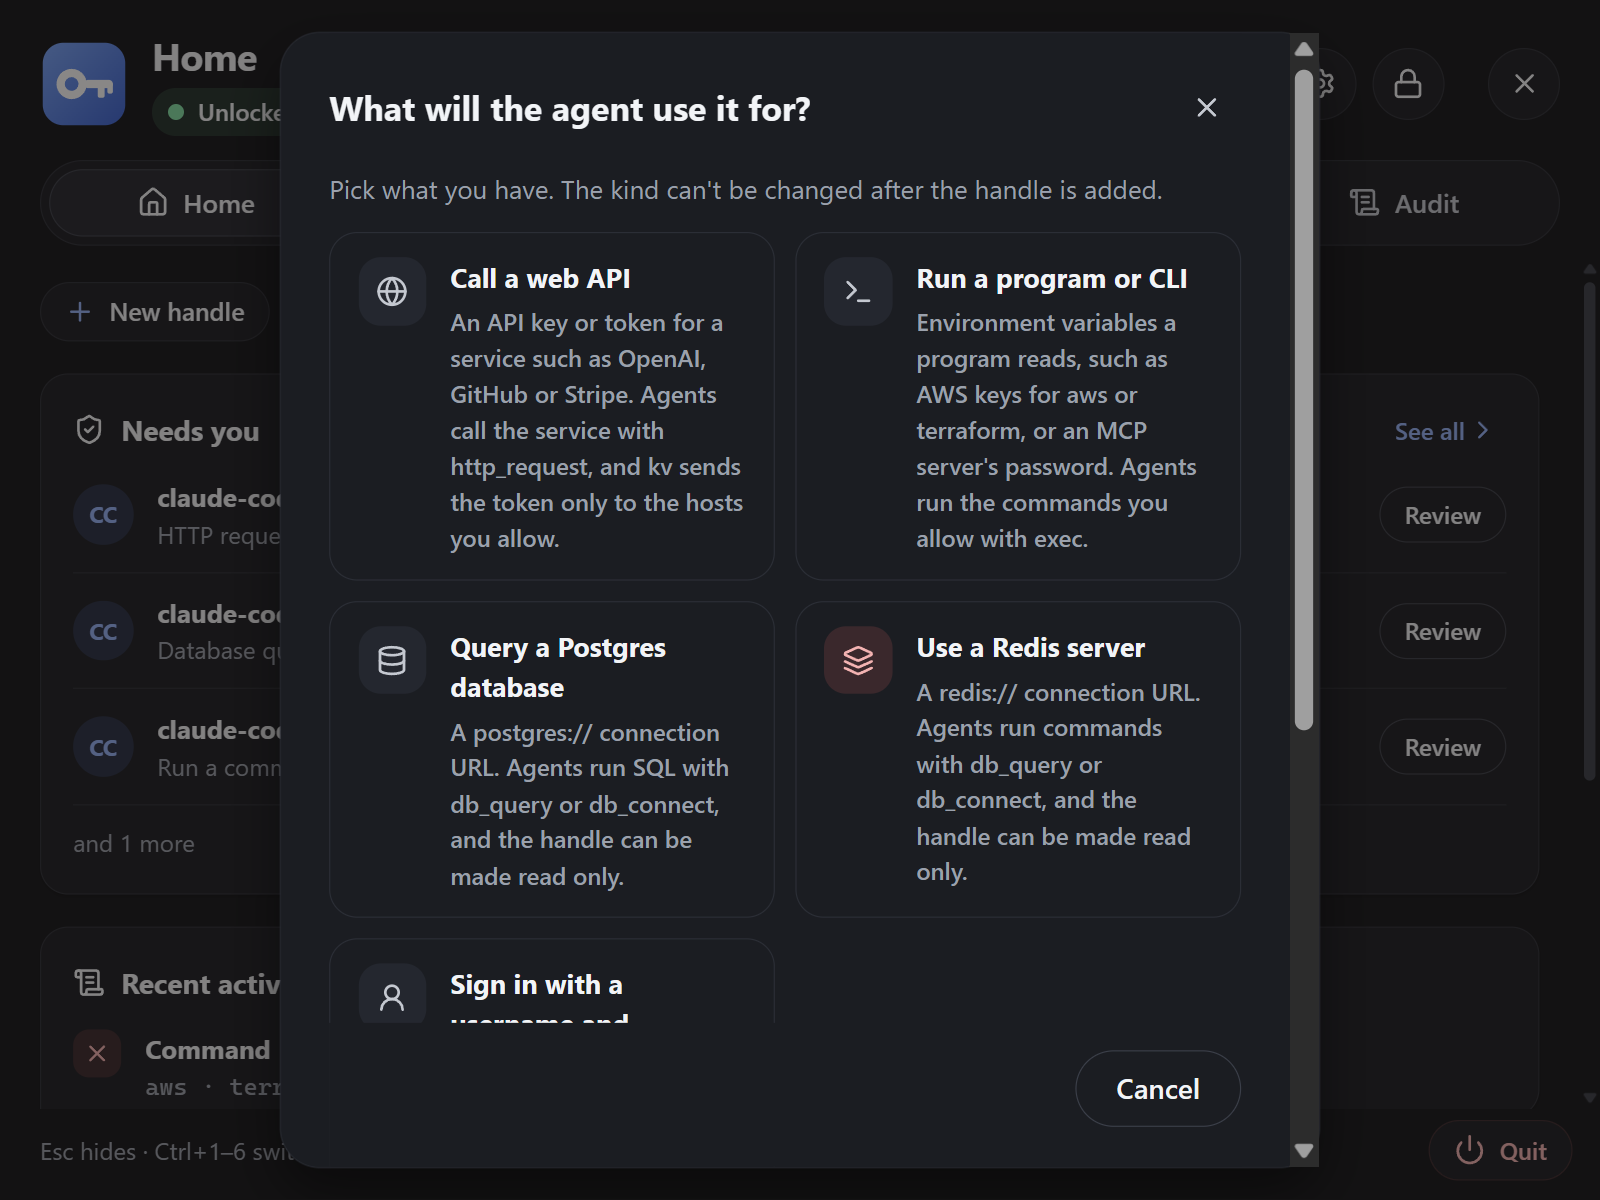 Home
Unlocke
What will the agent use it for?
Pick what you have. The kind can't be changed after the handle is added.
Home
Audit
New handle
Call a web API
An API key or token for a
service such as OpenAI,
GitHub or Stripe. Agents
call the service with
http_request, and kv sends
the token only to the hosts
you allow.
Run a program or CLI
Environment variables a
program reads, such as
AWS keys for aws or
terraform, or an MCP
server's password. Agents
run the commands you
allow with exec.
Needs you
See all
CC
claude-co
HTTP reque
Review
CC
claude-co
Database qu
Review
CC
claude-co
Run a comm
Review
and 1 more
Query a Postgres
database
A postgres:// connection
URL. Agents run SQL with
db_query or db_connect,
and the handle can be
made read only.
Use a Redis server
A redis:// connection URL.
Agents run commands
with db_query or
db_connect, and the
handle can be made read
only.
Sign in with a
username and
Recent activ
Command
aws · terr
Cancel
Esc hides · Ctrl+1–6 swit
Quit